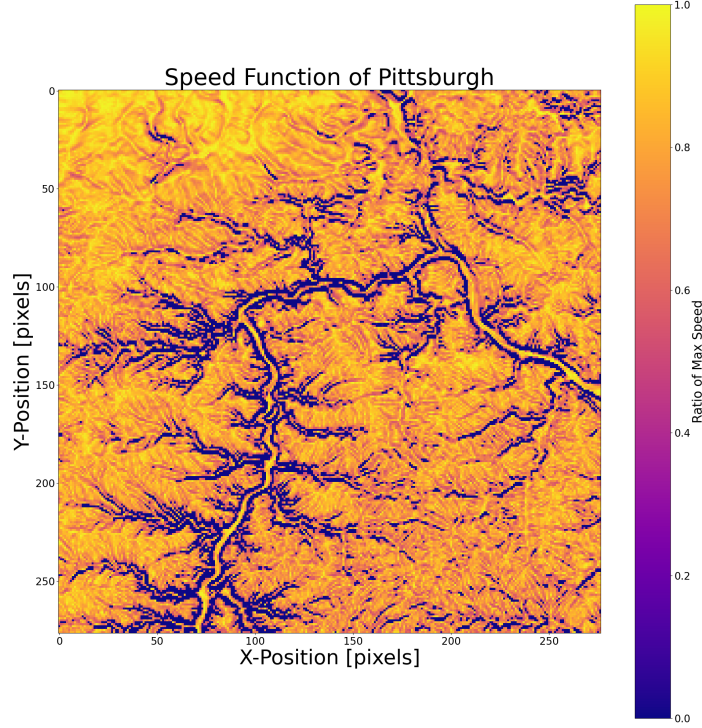 Speed Function of Pittsburgh
0
50
100
150
200
250
Y-Position [pixels]
0 50 100 150 200 250
X-Position [pixels]
1.0
0.8
0.6
0.4
0.2
0.0
Ratio of Max Speed